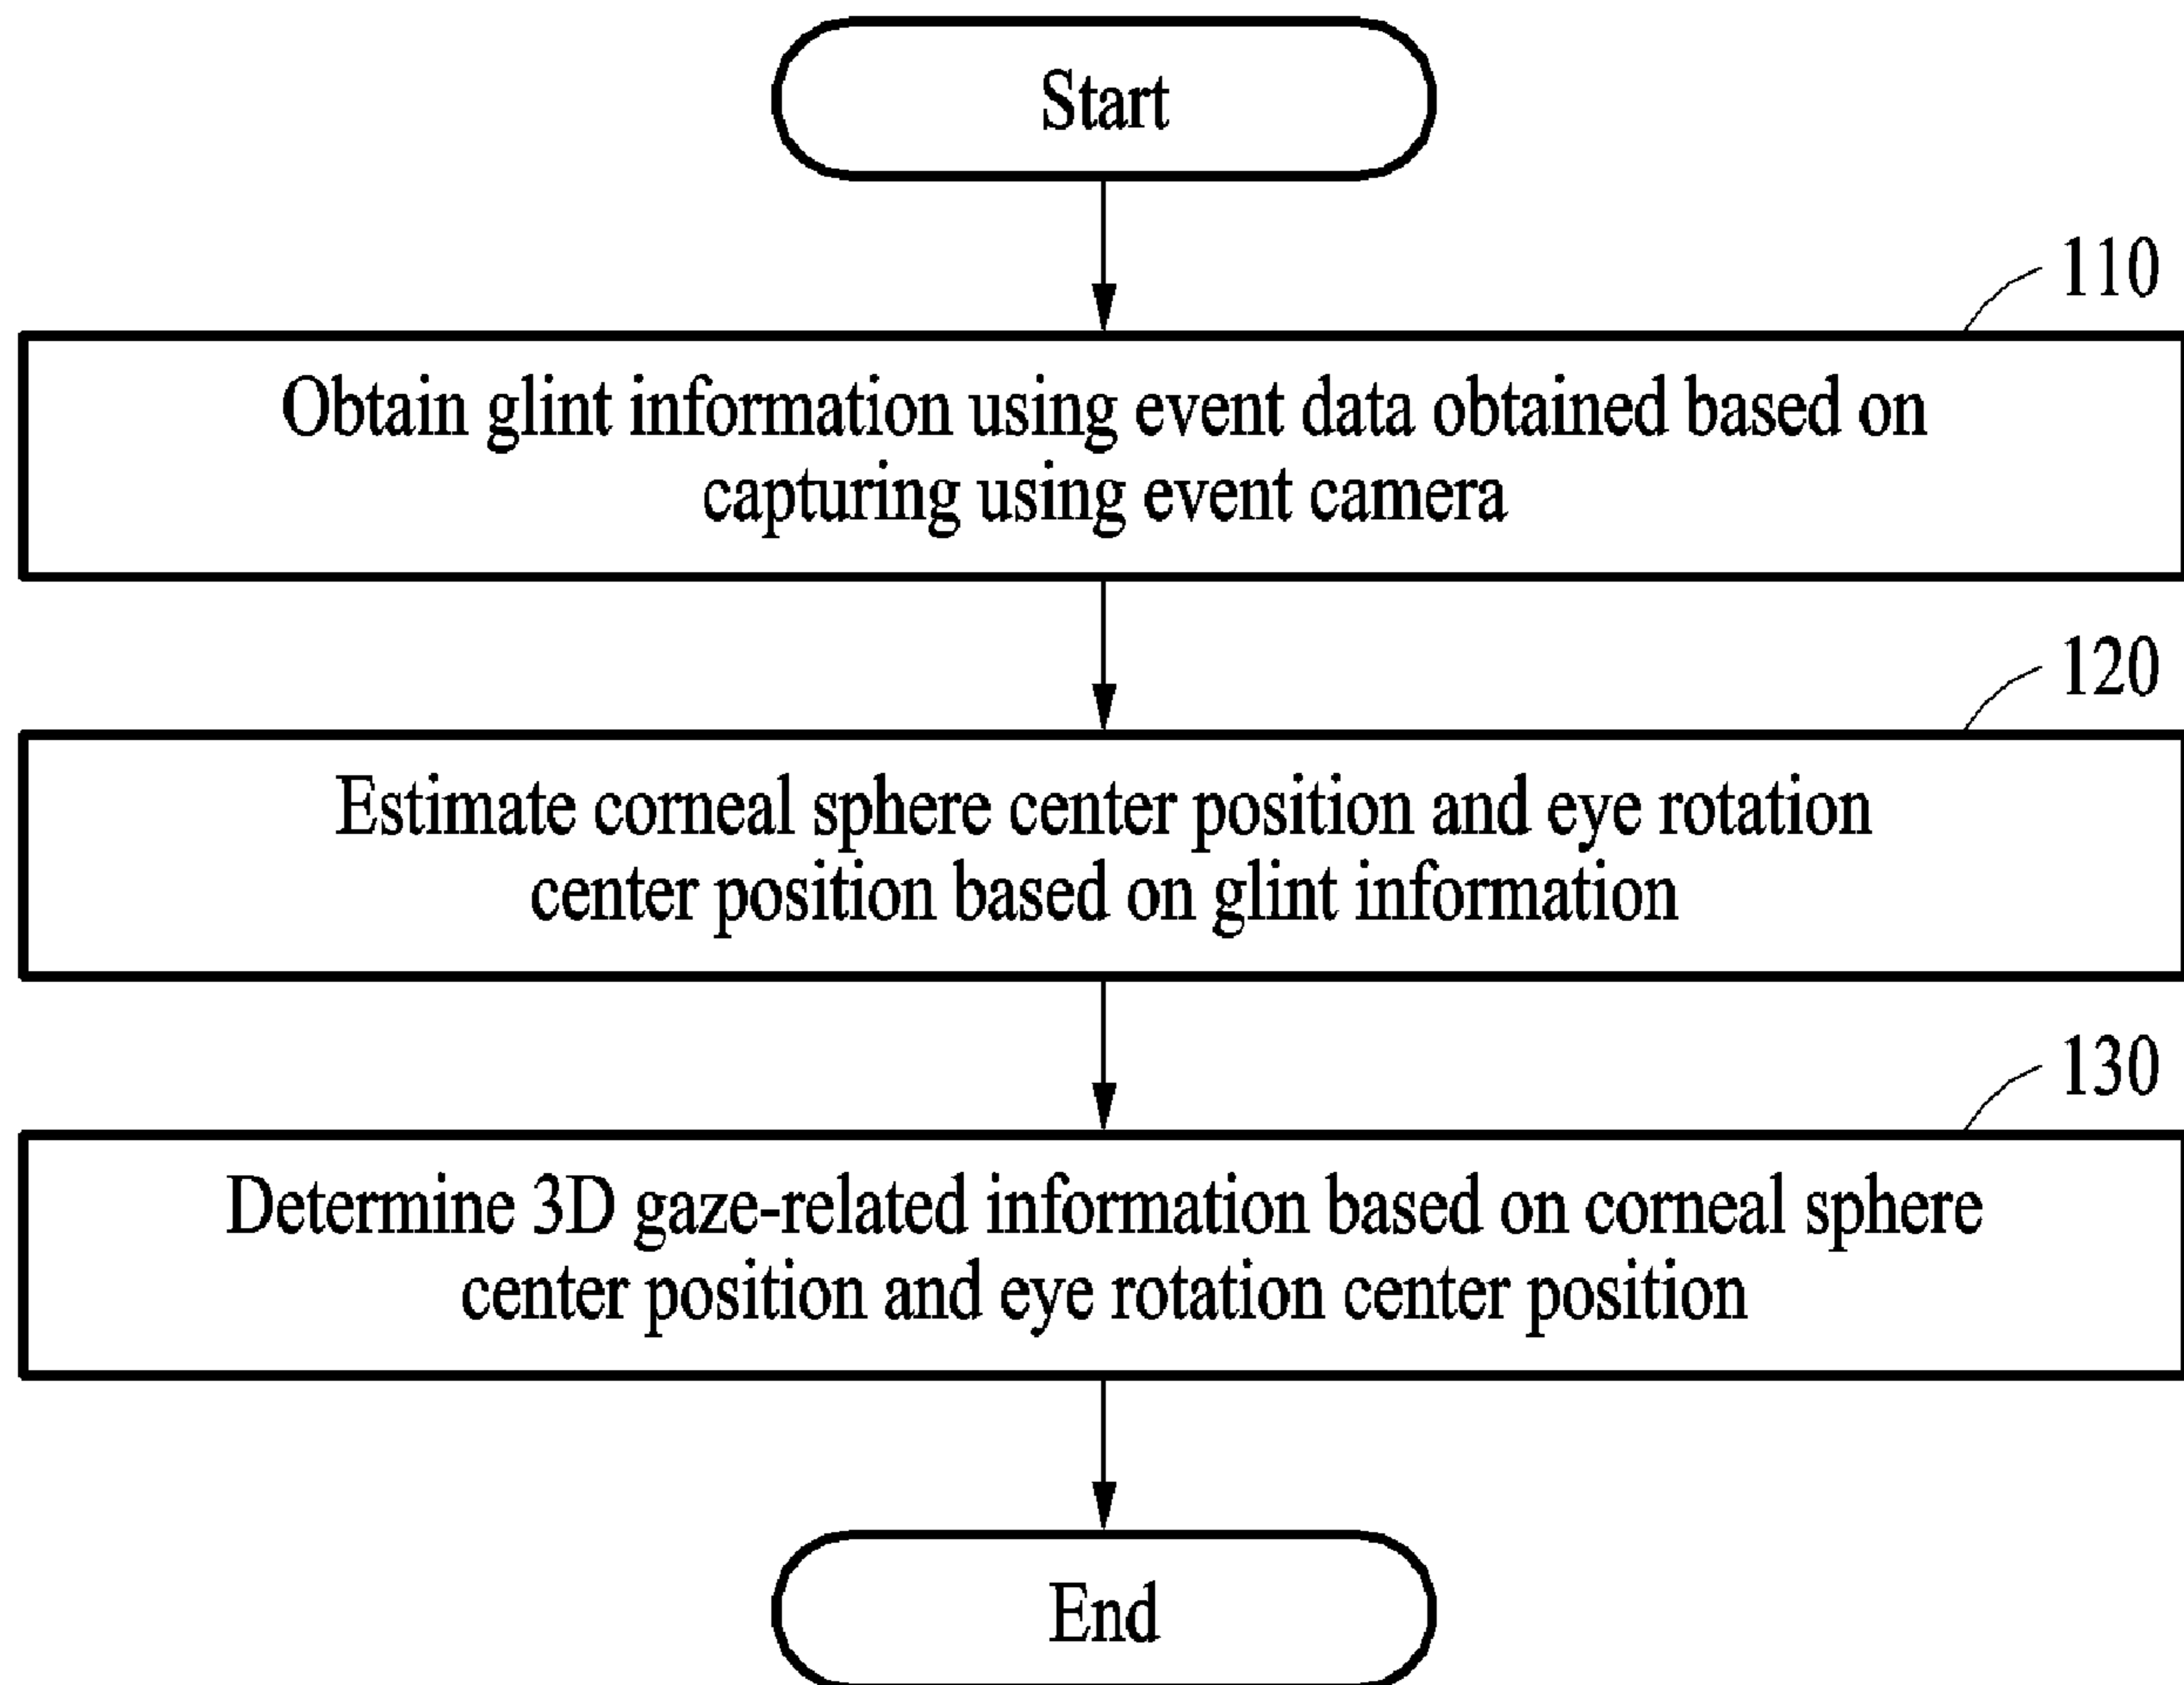 Start
110
Obtain glint information using event data obtained based on
capturing using event camera
120
Estimate corneal sphere center position and eye rotation
center position based on glint information
130
Determine 3D gaze-related information based on corneal sphere
center position and eye rotation center position
End